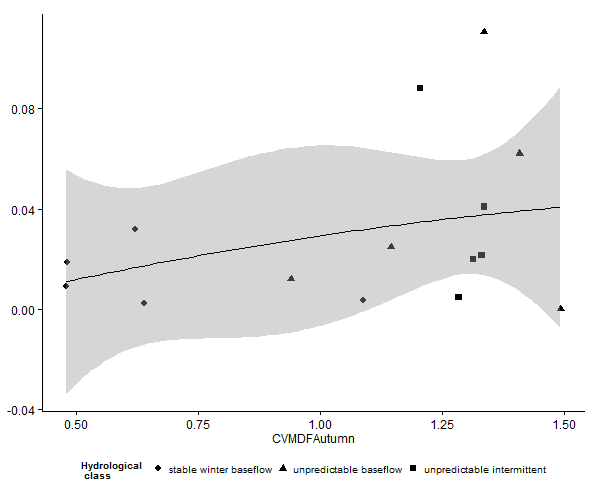 0.08
0.04
0.00
-0.04
0.50 0.75 1.00 1.25 1.50
CVMDFAutumn
Hydrological
class
stable winter baseflow unpredictable baseflow unpredictable intermittent